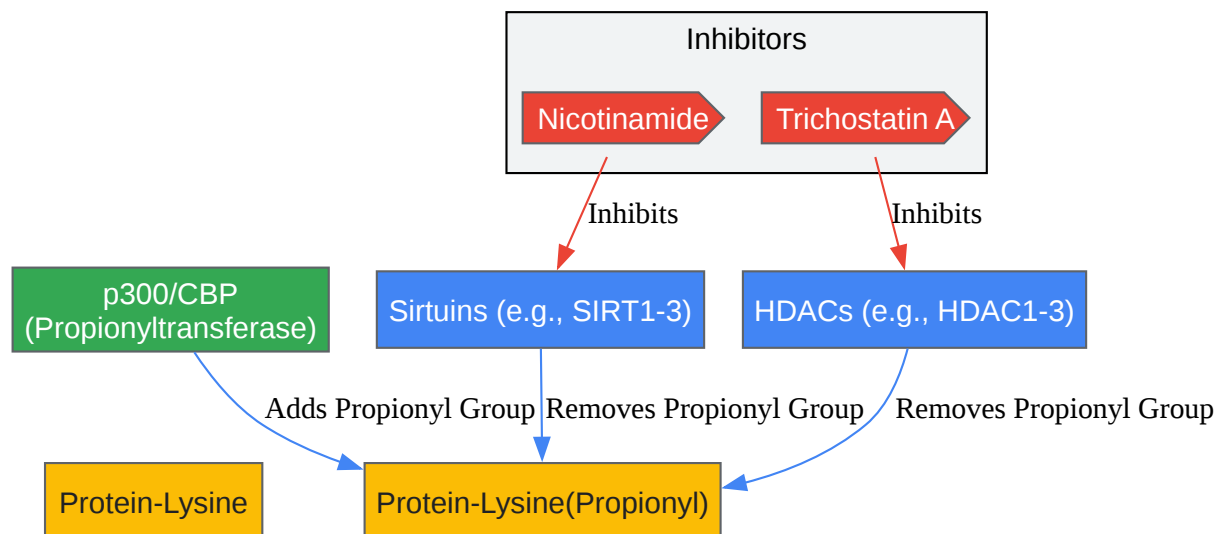 Inhibitors
Nicotinamide
Trichostatin A
Inhibits
Inhibits
p300/CBP
(Propionyltransferase)
Sirtuins (e.g., SIRT1-3)
HDACs (e.g., HDAC1-3)
Adds Propionyl Group
Removes Propionyl Group
Removes Propionyl Group
Protein-Lysine
Protein-Lysine(Propionyl)